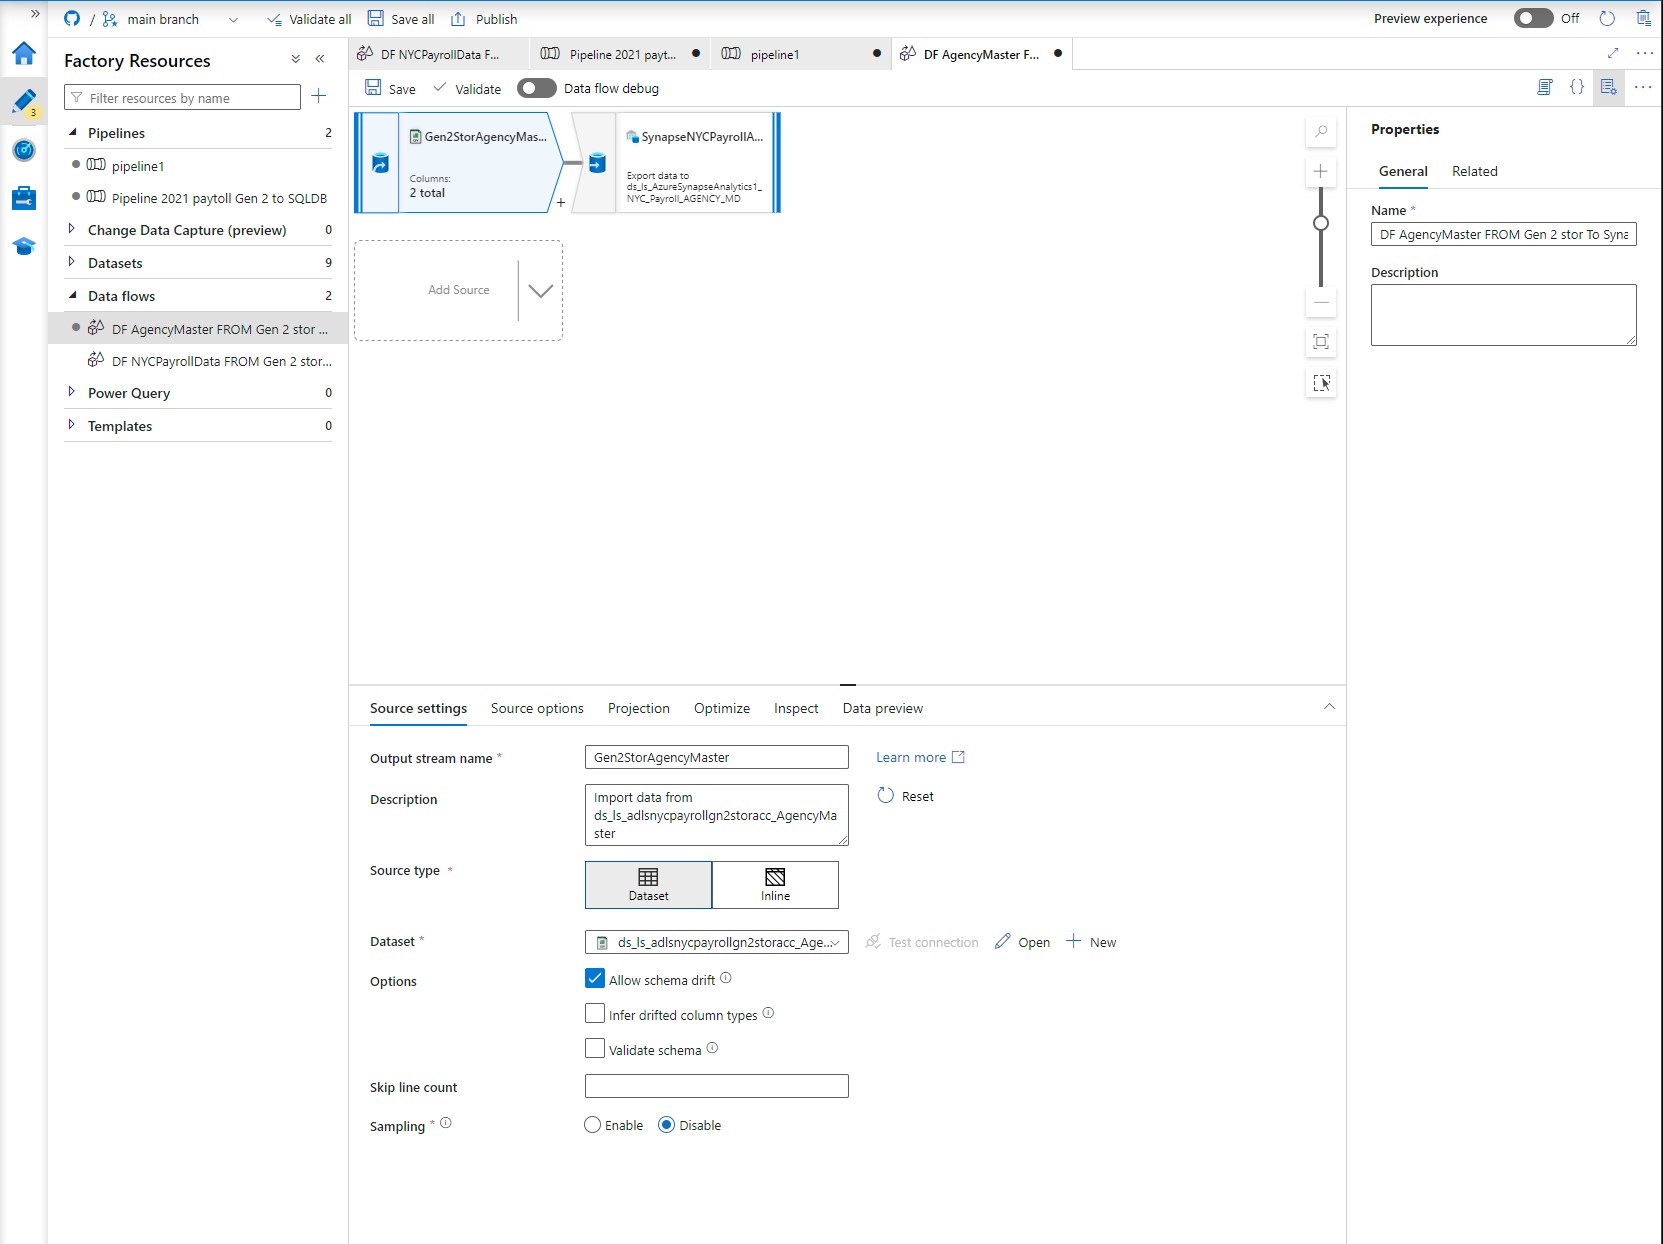 / main branch Validate all Save all Publish Preview experience Off
Factory Resources
Filter resources by name
3
Pipelines 2
pipeline1
Pipeline 2021 paytoll Gen 2 to SQLDB
Change Data Capture (preview) 0
Datasets 9
Data flows 2
DF AgencyMaster FROM Gen 2 stor ...
DF NYCPayrollData FROM Gen 2 stor...
Power Query 0
Templates 0
DF NYCPayrollData F... Pipeline 2021 payt... pipeline1 DF AgencyMaster F...
Save Validate Data flow debug
Gen2StorAgencyMas...
Columns:
2 total
SynapseNYCPayrollA...
Export data to
ds_ls_AzureSynapseAnalytics1_
NYC_Payroll_AGENCY_MD
Add Source
Properties
General Related
Name *
DF AgencyMaster FROM Gen 2 stor To Syna
Description
Source settings Source options Projection Optimize Inspect Data preview
Output stream name * Gen2StorAgencyMaster Learn more
Description
Import data from
ds_ls_adlsnycpayrollgn2storacc_AgencyMa
ster
Reset
Source type *
Dataset Inline
Dataset * ds_ls_adlsnycpayrollgn2storacc_Age... Test connection Open New
Options Allow schema drift
Infer drifted column types
Validate schema
Skip line count
Sampling * Enable Disable